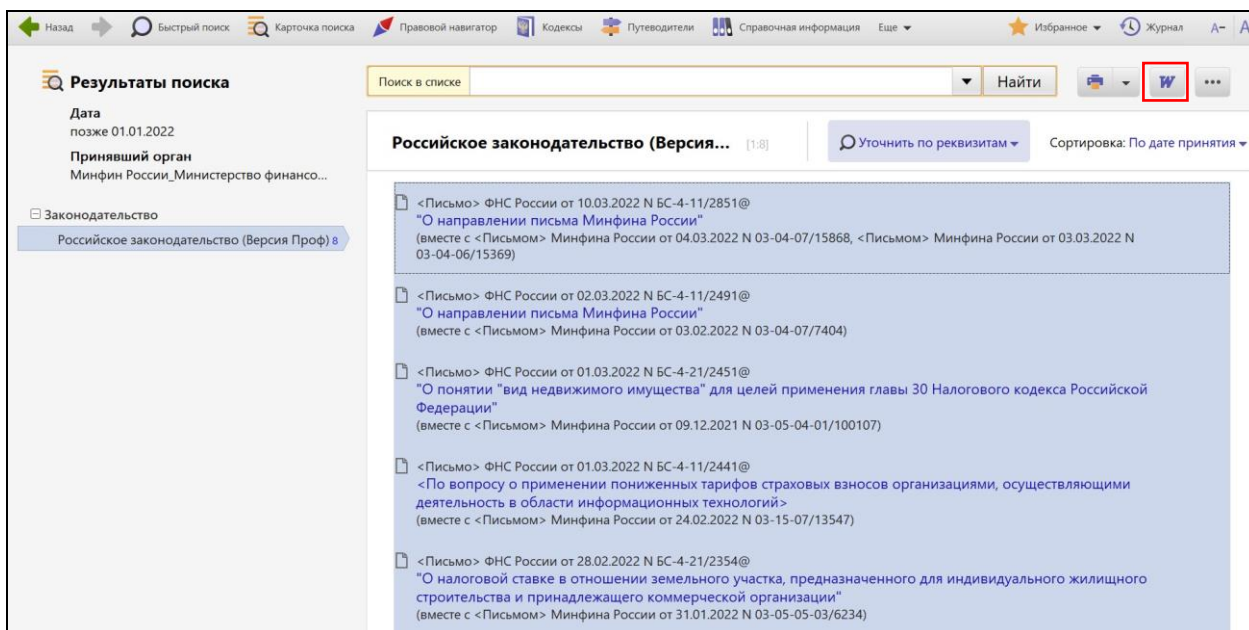 Назад
Быстрый поиск
Карточка поиска
Правовой навигатор
Кодексы
Путеводители
Справочная информация
Еще
Избранное
Журнал
А-
Результаты поиска
Дата
позже 01.01.2022
Принявший орган
Минфин России_Министерство финансо...
Законодательство
Российское законодательство (Версия Проф) 8
Поиск в списке
Найти
W
Российское законодательство (Версия... [1:8]
Уточнить по реквизитам
Сортировка: По дате принятия
<Письмо> ФНС России от 10.03.2022 N БС-4-11/2851@
"О направлении письма Минфина России"
(вместе с <Письмом> Минфина России от 04.03.2022 N 03-04-07/15868, <Письмом> Минфина России от 03.03.2022 N
03-04-06/15369)
<Письмо> ФНС России от 02.03.2022 N БС-4-11/2491@
"О направлении письма Минфина России"
(вместе с <Письмом> Минфина России от 03.02.2022 N 03-04-07/7404)
<Письмо> ФНС России от 01.03.2022 N БС-4-21/2451@
"О понятии "вид недвижимого имущества" для целей применения главы 30 Налогового кодекса Российской
Федерации"
(вместе с <Письмом> Минфина России от 09.12.2021 N 03-05-04-01/100107)
<Письмо> ФНС России от 01.03.2022 N БС-4-11/2441@
<По вопросу о применении пониженных тарифов страховых взносов организациями, осуществляющими
деятельность в области информационных технологий>
(вместе с <Письмом> Минфина России от 24.02.2022 N 03-15-07/13547)
<Письмо> ФНС России от 28.02.2022 N БС-4-21/2354@
"О налоговой ставке в отношении земельного участка, предназначенного для индивидуального жилищного
строительства и принадлежащего коммерческой организации"
(вместе с <Письмом> Минфина России от 31.01.2022 N 03-05-05-03/6234)